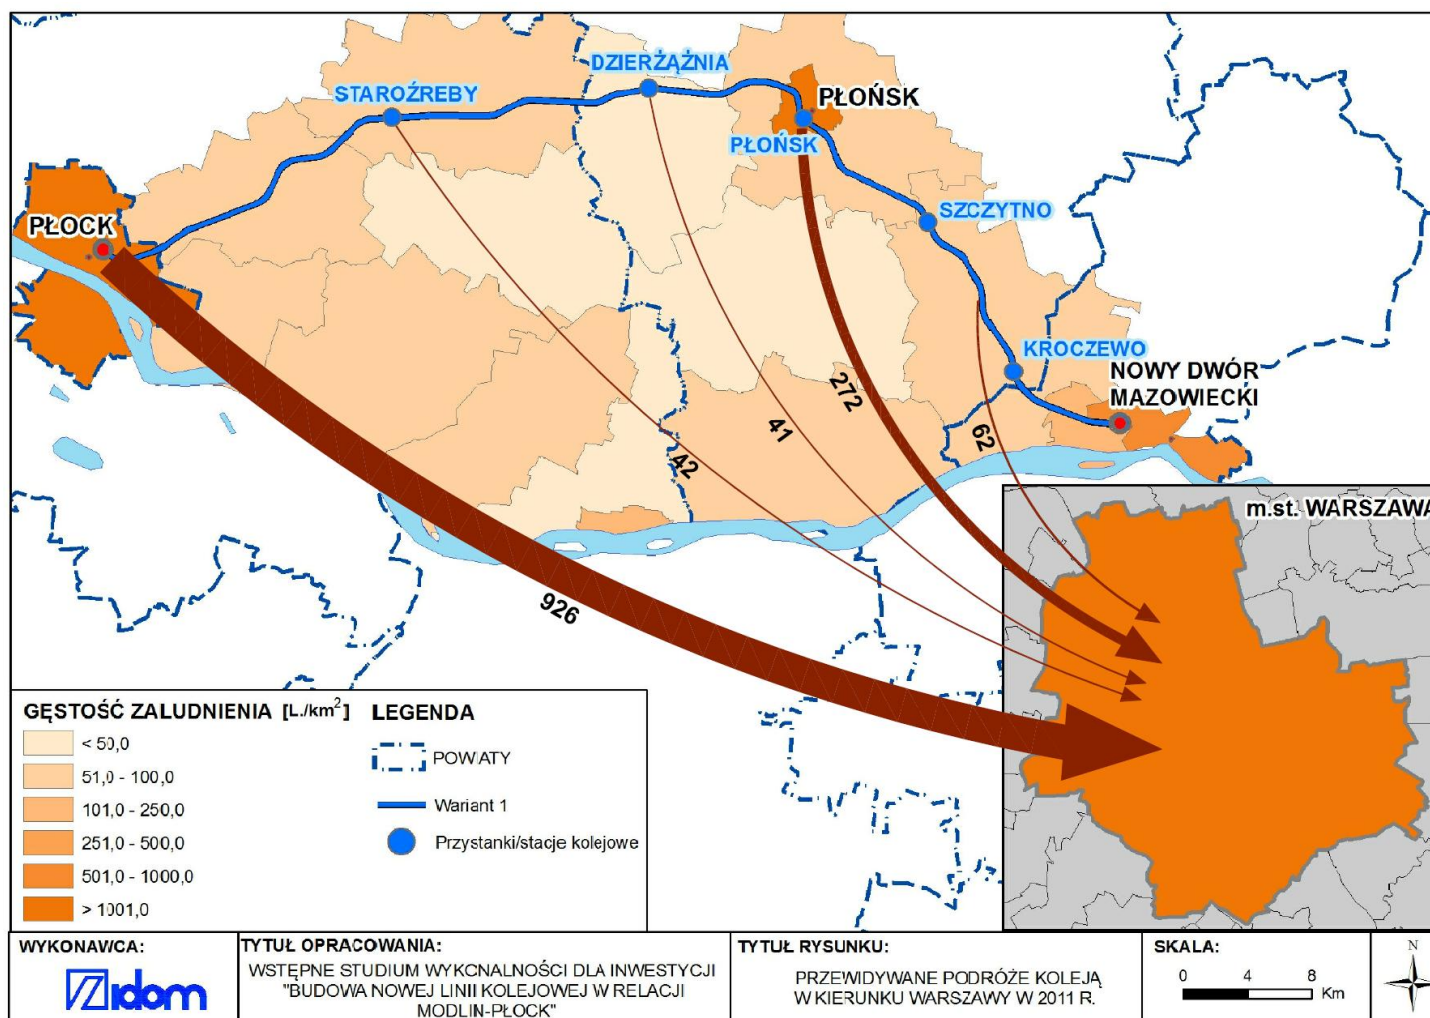 DZIERŻĄŹNIA
STAROŹREBY
PŁOŃSK
PŁOŃSK
PŁOCK
SZCZYTNO
KROCZEWO
NOWY DWÓR
MAZOWIECKI
272
41
62
42
926
m.st. WARSZAWA
GĘSTOŚĆ ZALUDNIENIA [L./km²]
< 50,0
51,0 - 100,0
101,0 - 250,0
251,0 - 500,0
501,0 - 1000,0
> 1001,0
LEGENDA
POWIATY
Wariant 1
Przystanki/stacje kolejowe
WYKONAWCA:
idom
TYTUŁ OPRACOWANIA:
WSTĘPNE STUDIUM WYKONALNOŚCI DLA INWESTYCJI
"BUDOWA NOWEJ LINII KOLEJOWEJ W RELACJI
MODLIN-PŁOCK"
TYTUŁ RYSUNKU:
PRZEWIDYWANE PODRÓŻE KOLEJĄ
W KIERUNKU WARSZAWY W 2011 R.
SKALA:
0 4 8
Km
N